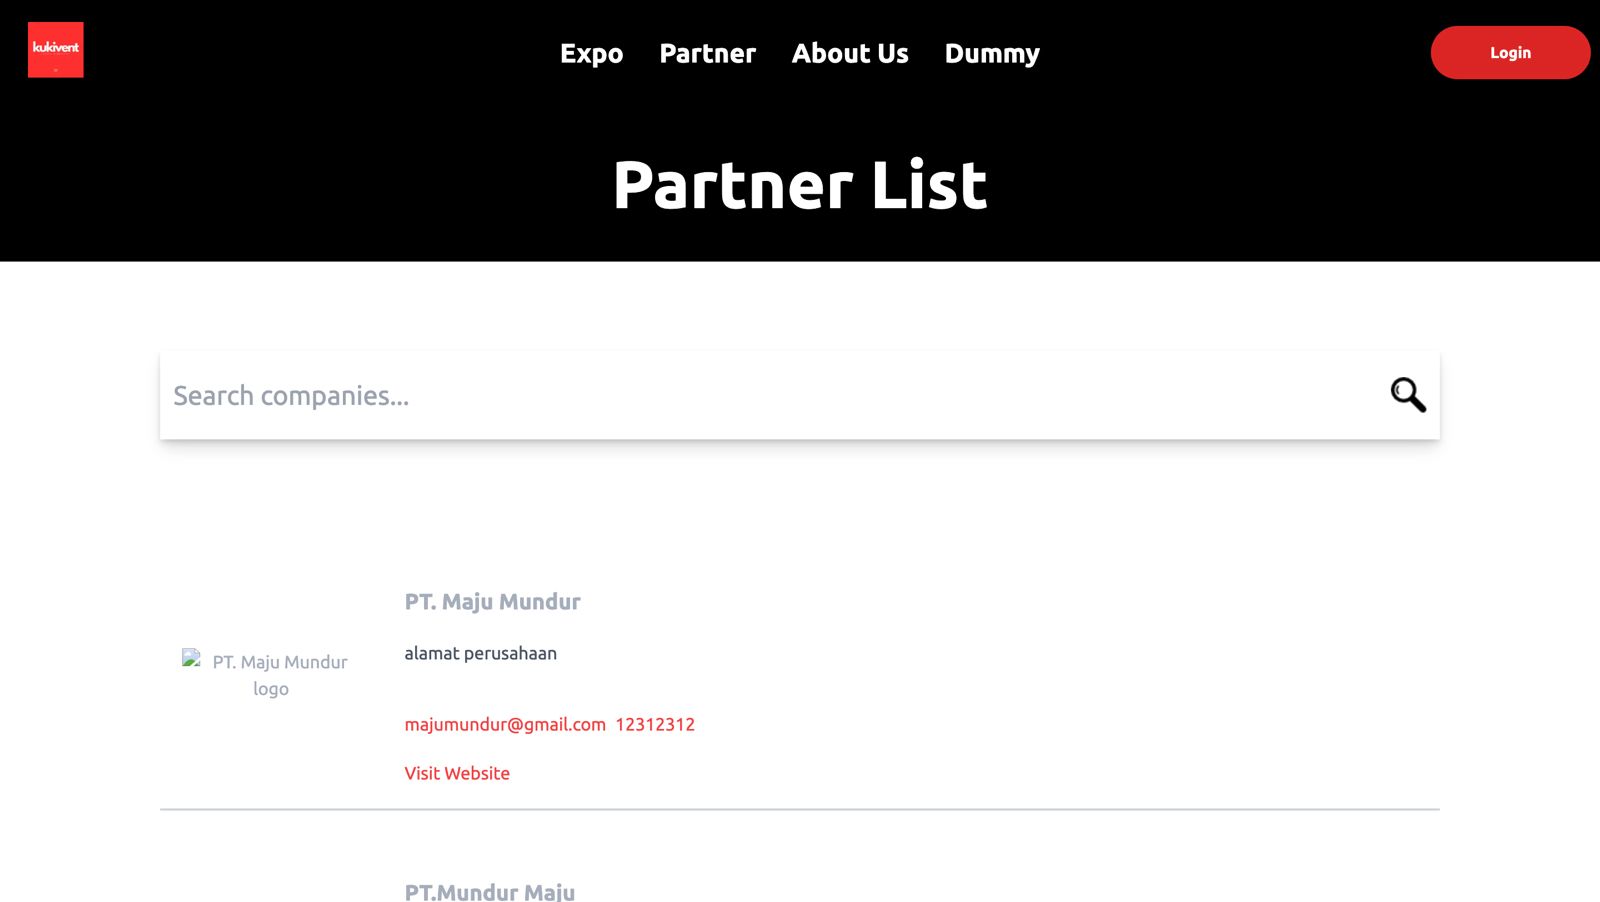 kukivent
Expo
Partner
About Us
Dummy
Login
Partner List
Search companies...
PT. Maju Mundur
alamat perusahaan
PT. Maju Mundur
logo
majumundur@gmail.com 12312312
Visit Website
PT.Mundur Maju